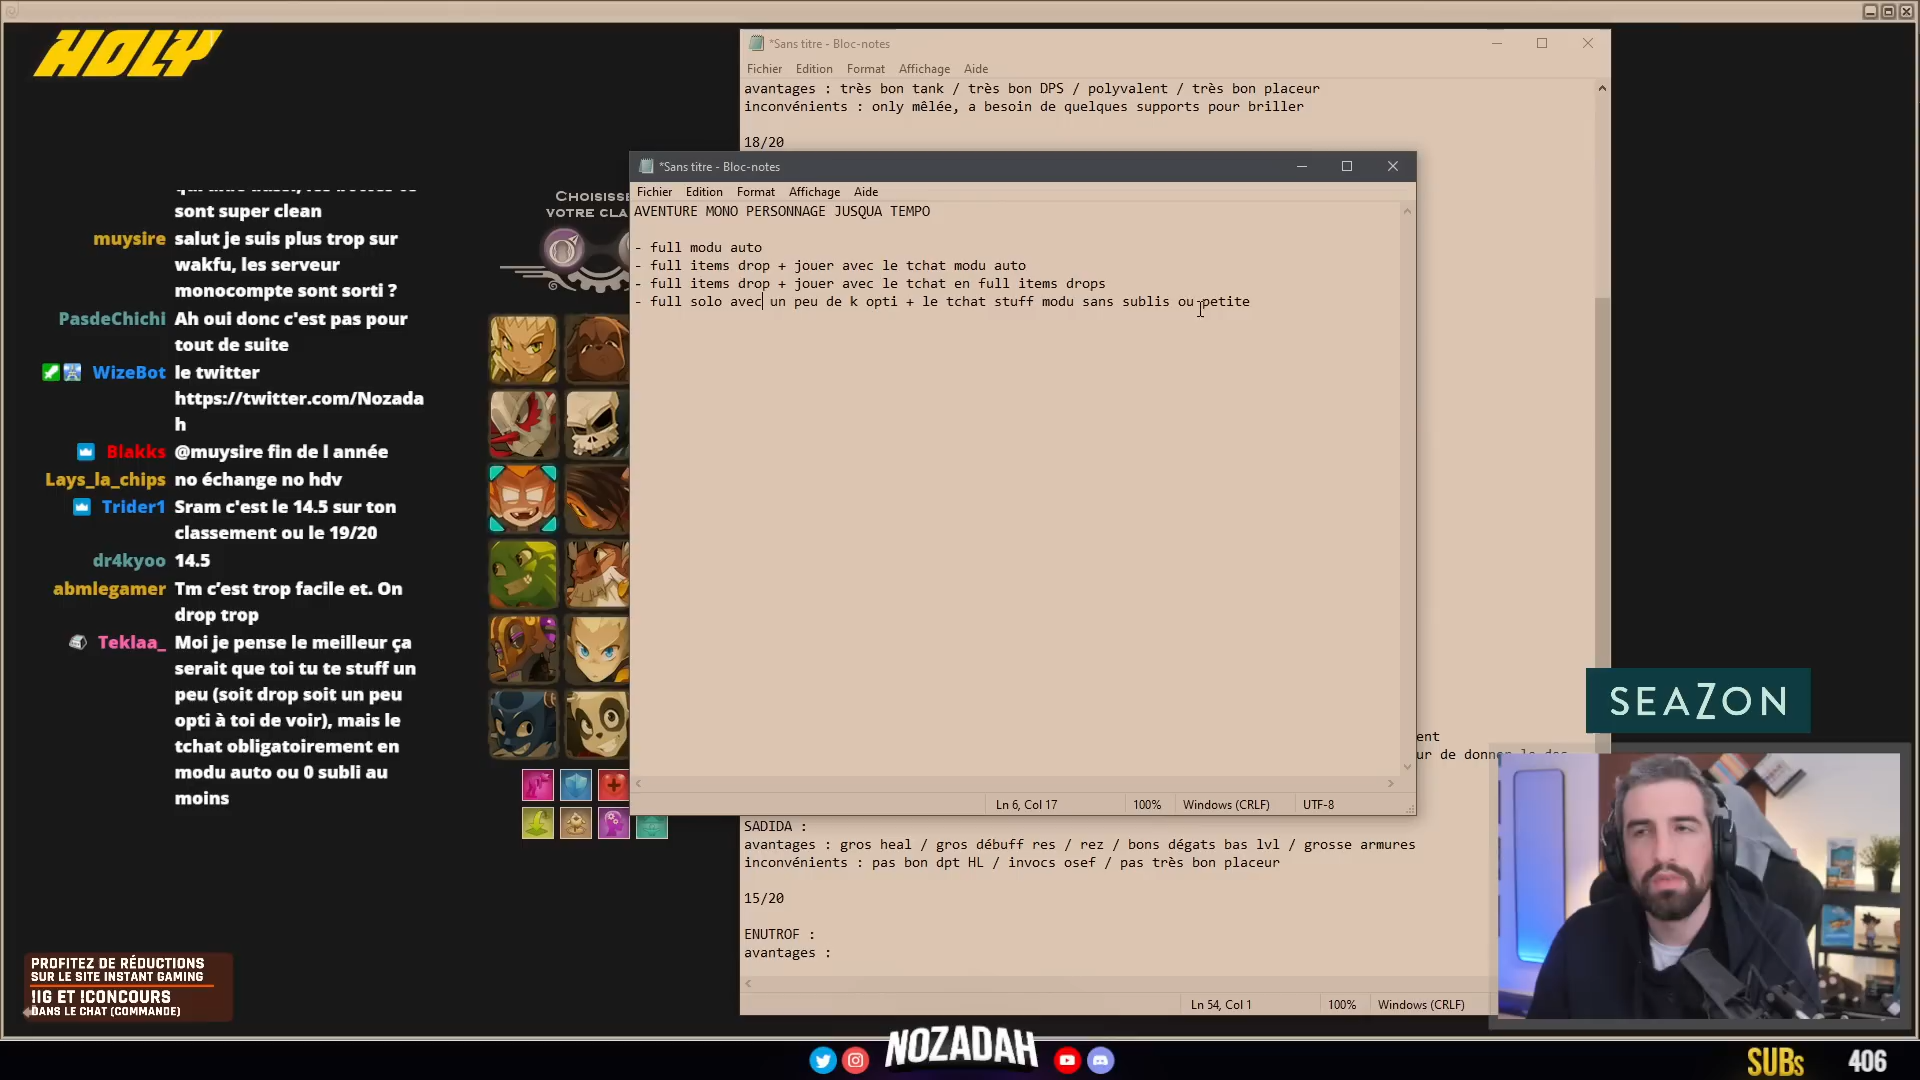 HOLY
sont super clean
muysire salut je suis plus trop sur
wakfu, les serveur
monocompte sont sorti ?
PasdeChichi Ah oui donc c'est pas pour
tout de suite
WizeBot le twitter
https://twitter.com/Nozada
h
Blakks @muysire fin de l année
Lays_la_chips no échange no hdv
Trider1 Sram c'est le 14.5 sur ton
classement ou le 19/20
dr4kyoo 14.5
abmlegamer Tm c'est trop facile et. On
drop trop
Teklaa_ Moi je pense le meilleur ça
serait que toi tu te stuff un
peu (soit drop soit un peu
opti à toi de voir), mais le
tchat obligatoirement en
modu auto ou 0 subli au
moins
PROFITEZ DE RÉDUCTIONS
SUR LE SITE INSTANT GAMING
!IG ET !CONCOURS
DANS LE CHAT (COMMANDE)
CHOISISSE
VOTRE CLA
*Sans titre - Bloc-notes
Fichier Edition Format Affichage Aide
avantages : très bon tank / très bon DPS / polyvalent / très bon placeur
inconvénients : only mêlée, a besoin de quelques supports pour briller
18/20
*Sans titre - Bloc-notes
Fichier Edition Format Affichage Aide
AVENTURE MONO PERSONNAGE JUSQUA TEMPO
- full modu auto
- full items drop + jouer avec le tchat modu auto
- full items drop + jouer avec le tchat en full items drops
- full solo avec un peu de k opti + le tchat stuff modu sans sublis ou petite
Ln 6, Col 17 100% Windows (CRLF) UTF-8
ent
ur de donn
SADIDA :
avantages : gros heal / gros débuff res / rez / bons dégats bas lvl / grosse armures
inconvénients : pas bon dpt HL / invocs osef / pas très bon placeur
15/20
ENUTROF :
avantages :
Ln 54, Col 1 100% Windows (CRLF)
SEAZON
NOZADAH
SUBs 406